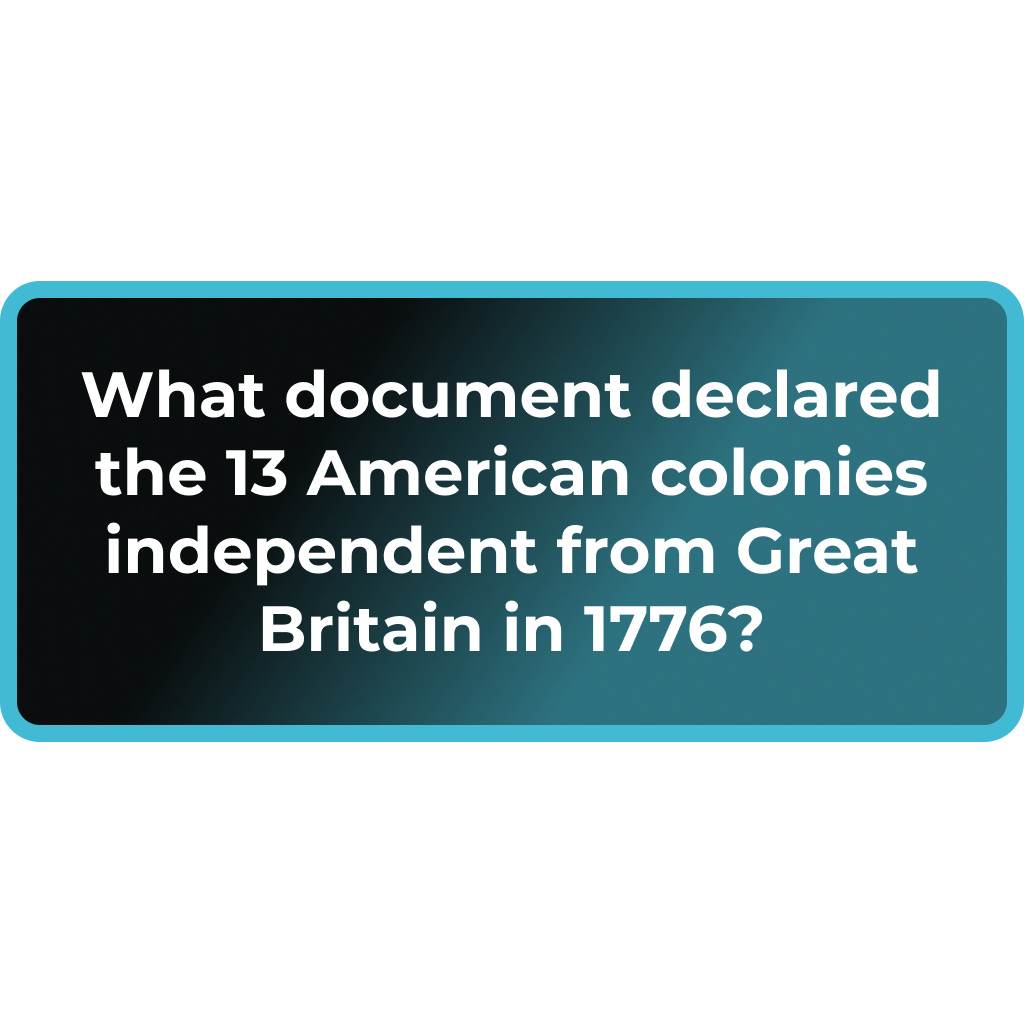 What document declared
the 13 American colonies
independent from Great
Britain in 1776?